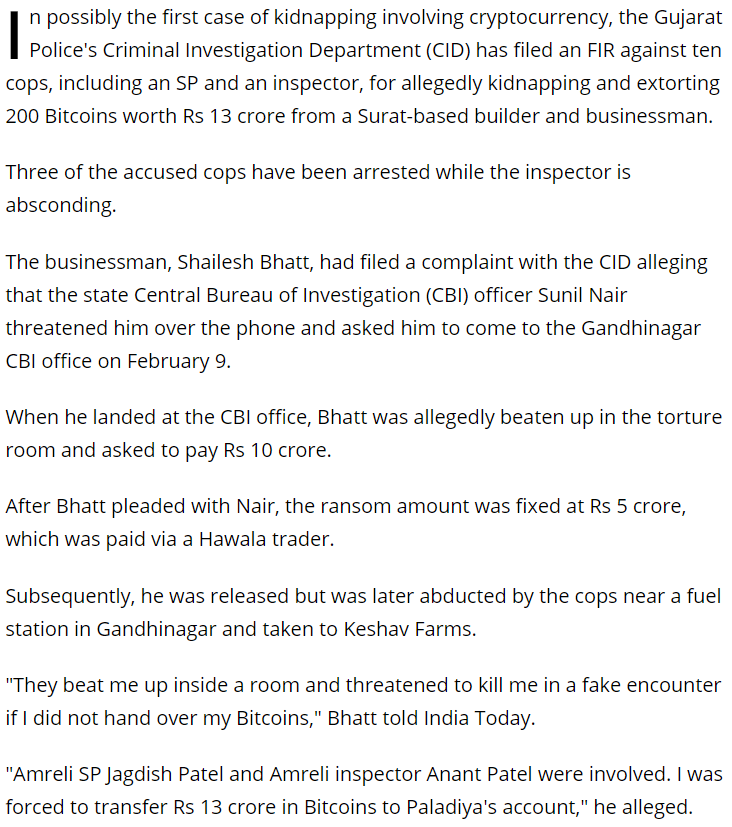 In possibly the first case of kidnapping involving cryptocurrency, the Gujarat
Police's Criminal Investigation Department (CID) has filed an FIR against ten
cops, including an SP and an inspector, for allegedly kidnapping and extorting
200 Bitcoins worth Rs 13 crore from a Surat-based builder and businessman.
Three of the accused cops have been arrested while the inspector is
absconding.
The businessman, Shailesh Bhatt, had filed a complaint with the CID alleging
that the state Central Bureau of Investigation (CBI) officer Sunil Nair
threatened him over the phone and asked him to come to the Gandhinagar
CBI office on February 9.
When he landed at the CBI office, Bhatt was allegedly beaten up in the torture
room and asked to pay Rs 10 crore.
After Bhatt pleaded with Nair, the ransom amount was fixed at Rs 5 crore,
which was paid via a Hawala trader.
Subsequently, he was released but was later abducted by the cops near a fuel
station in Gandhinagar and taken to Keshav Farms.
"They beat me up inside a room and threatened to kill me in a fake encounter
if I did not hand over my Bitcoins," Bhatt told India Today.
"Amreli SP Jagdish Patel and Amreli inspector Anant Patel were involved. I was
forced to transfer Rs 13 crore in Bitcoins to Paladiya's account," he alleged.